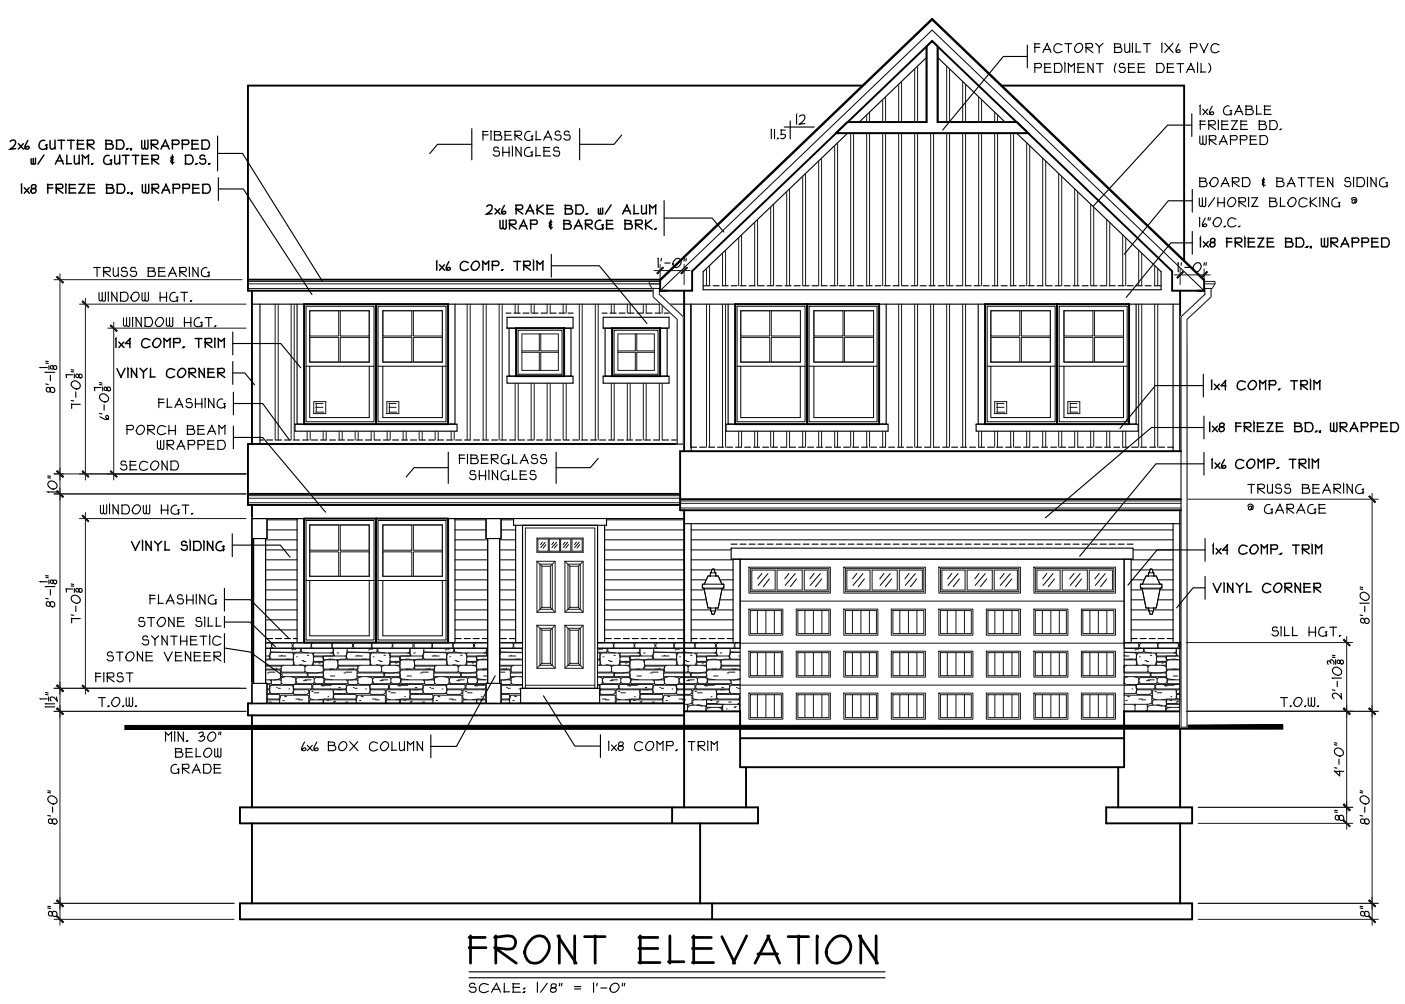 FACTORY BUILT 1X6 PVC
PEDIMENT (SEE DETAIL)
1x6 GABLE
FRIEZE BD.
WRAPPED
12
11.5
FIBERGLASS
SHINGLES
2x6 GUTTER BD., WRAPPED
w/ ALUM. GUTTER & D.S.
1x8 FRIEZE BD., WRAPPED
BOARD & BATTEN SIDING
W/HORIZ BLOCKING @
16"O.C.
1x8 FRIEZE BD., WRAPPED
2x6 RAKE BD. w/ ALUM
WRAP & BARGE BRK.
1'-0"
1'-0"
1x6 COMP. TRIM
TRUSS BEARING
WINDOW HGT.
WINDOW HGT.
1x4 COMP. TRIM
VINYL CORNER
FLASHING
PORCH BEAM
WRAPPED
SECOND
8'-1 1/8"
7'-0 1/8"
6'-0 1/8"
10"
E
E
E
E
1x4 COMP. TRIM
1x8 FRIEZE BD., WRAPPED
1x6 COMP. TRIM
TRUSS BEARING
@ GARAGE
FIBERGLASS
SHINGLES
WINDOW HGT.
VINYL SIDING
FLASHING
STONE SILL
SYNTHETIC
STONE VENEER
FIRST
T.O.W.
8'-1 1/8"
7'-0 1/8"
11 1/2"
1x4 COMP. TRIM
VINYL CORNER
SILL HGT.
T.O.W.
8'-10"
2'-10 3/8"
MIN. 30"
BELOW
GRADE
6x6 BOX COLUMN
1x8 COMP. TRIM
8'-0"
8"
4'-0"
8"
8'-0"
8"
FRONT ELEVATION
SCALE: 1/8" = 1'-0"